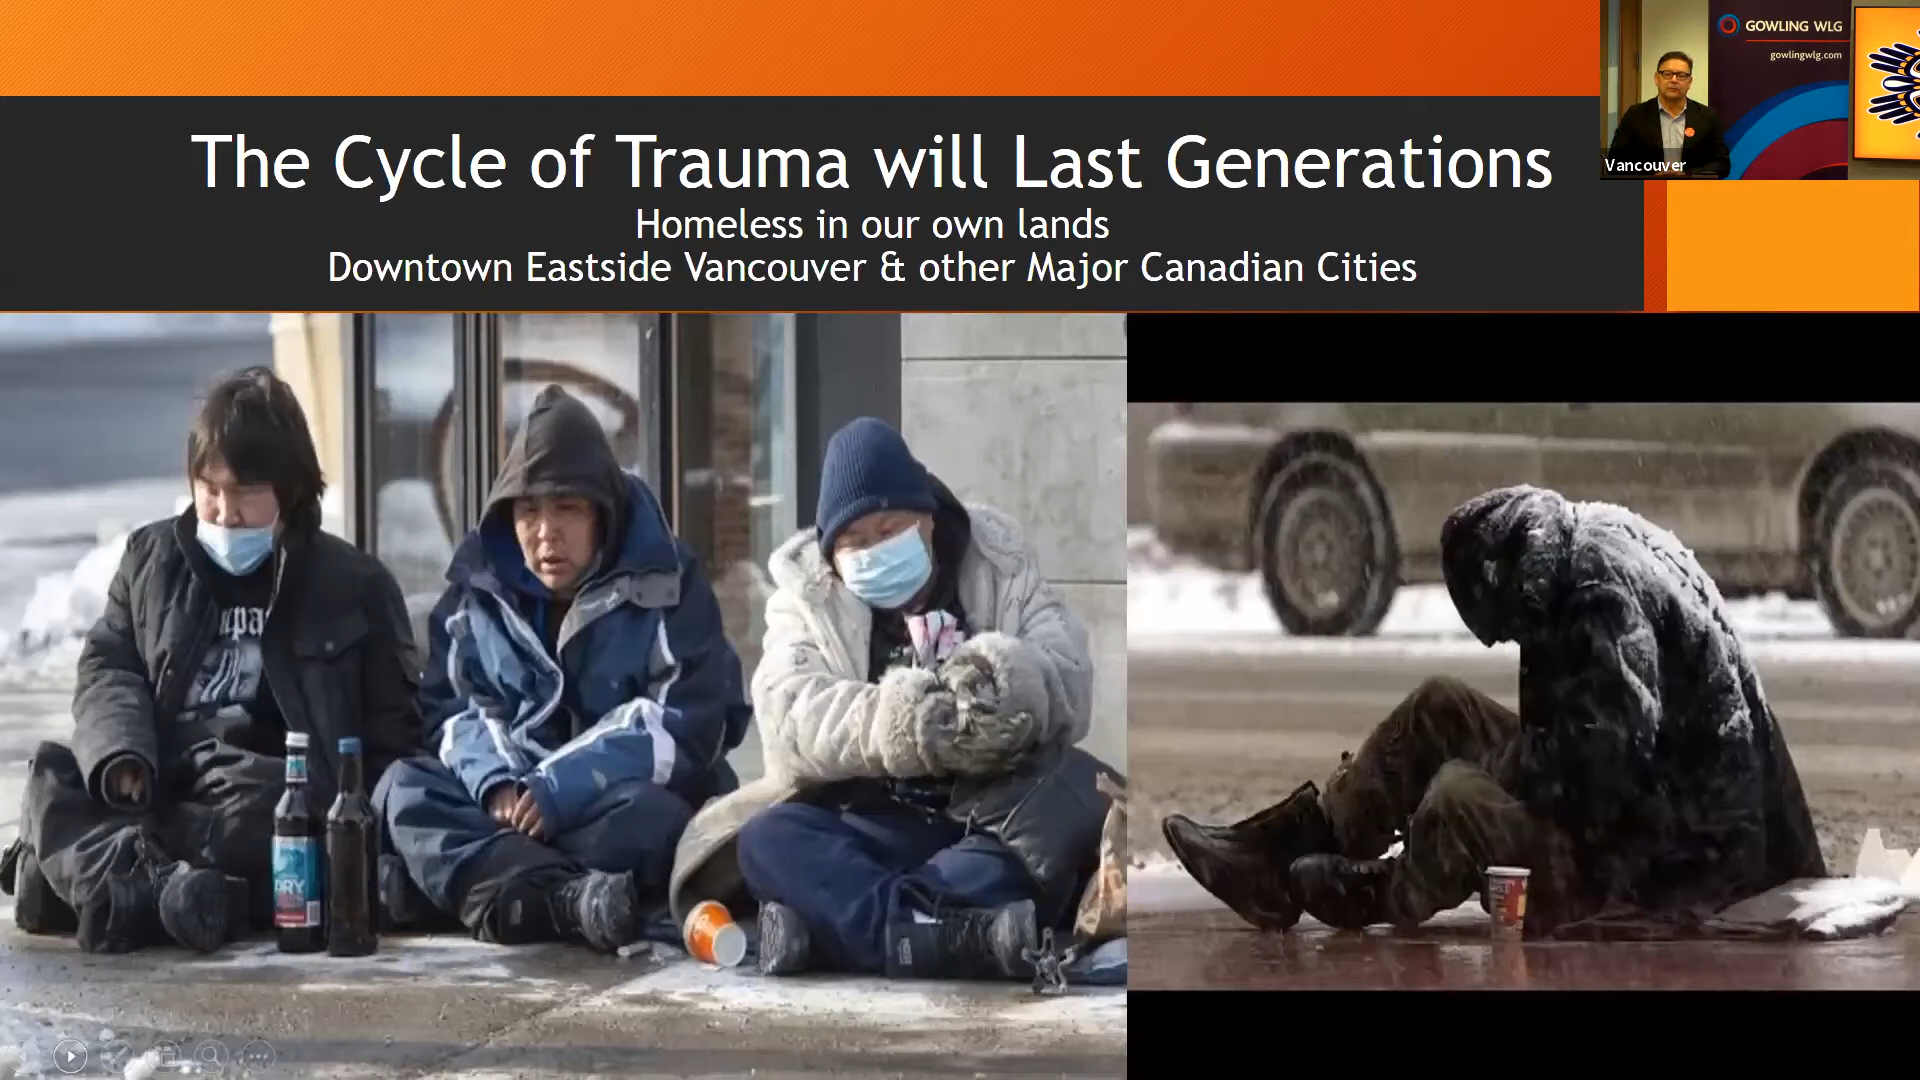 The Cycle of Trauma will Last Generations
Homeless in our own lands
Downtown Eastside Vancouver & other Major Canadian Cities
GOWLING WLG
gowlingwlg.com
Vancouver
DRY